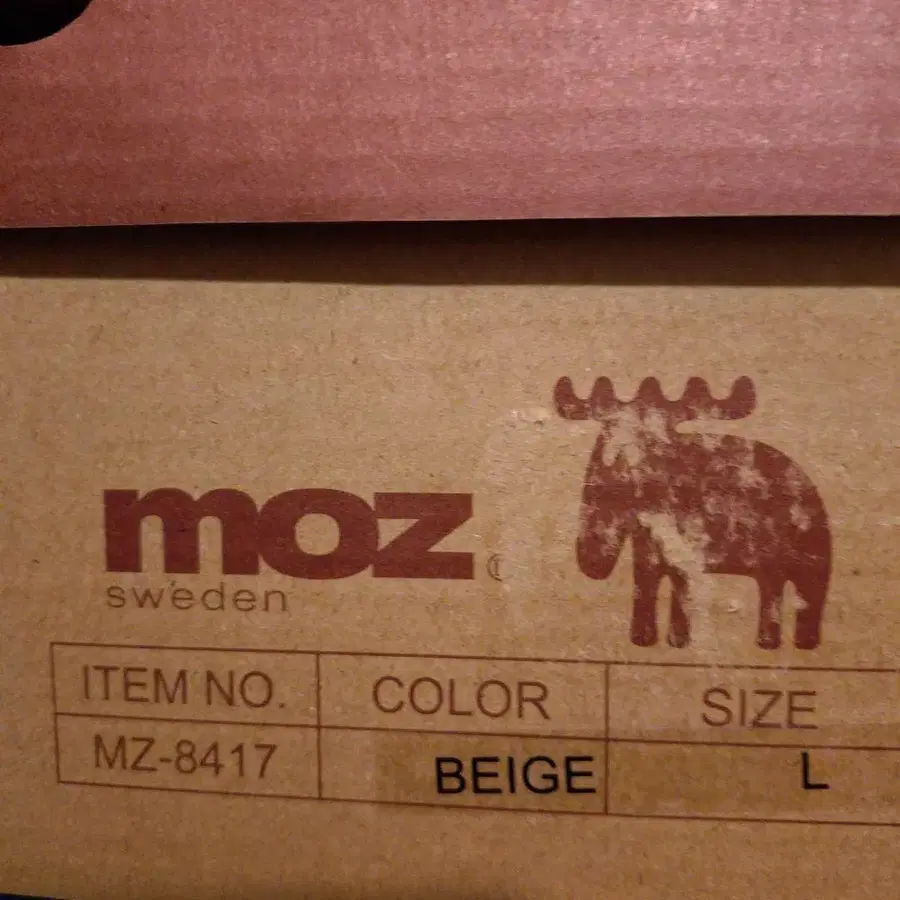 moz
sweden
ITEM NO. COLOR SIZE
MZ-8417 BEIGE L